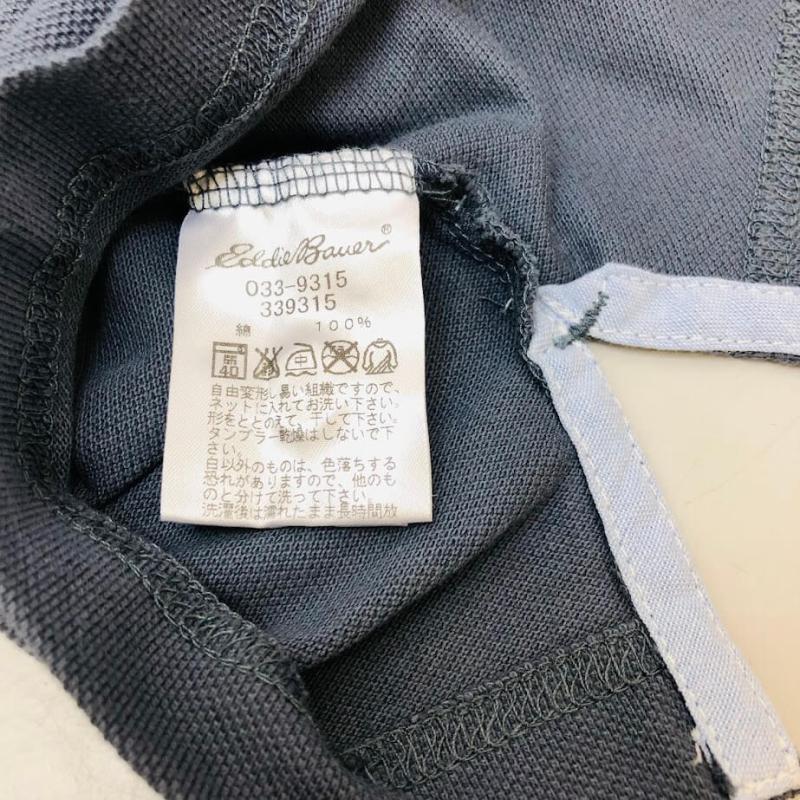 Eddie Bauer®
033-9315
339315
綿 100%
弱 40
自由変形し易い組織ですので、
ネットに入れてお洗い下さい。
形をととのえて、干して下さい。
タンブラー乾燥はしないで下
さい。
白以外のものは、色落ちする
恐れがありますので、他のも
のと分けて洗って下さい。
洗濯後は濡れたまま長時間放